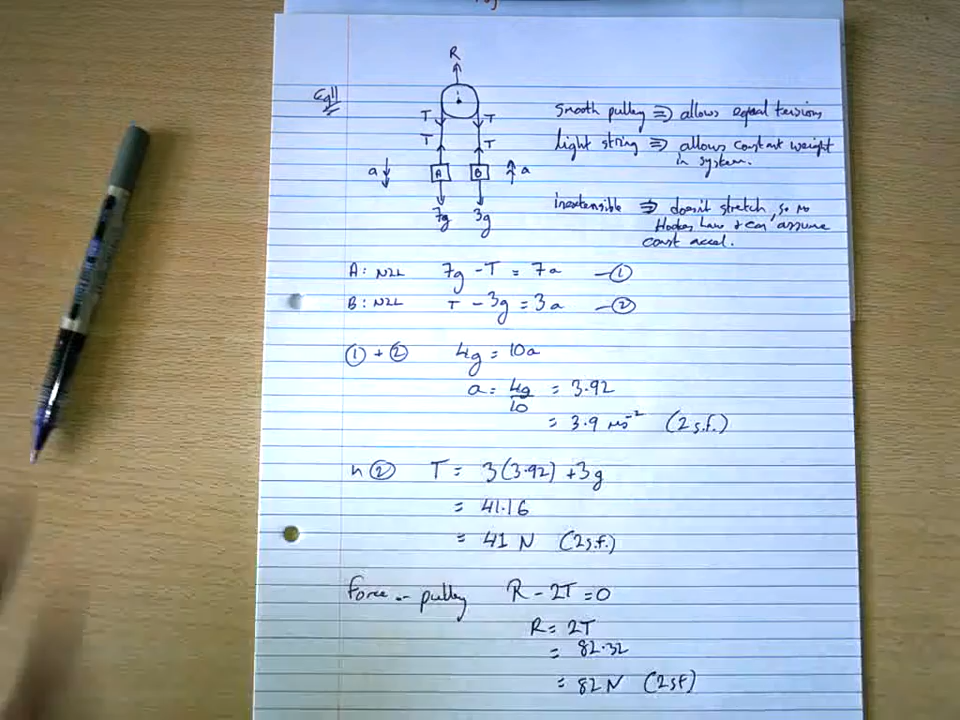 Eg1)
R
T T
T T
a A B a
7g 3g
Smooth pulley ⇒ allows equal tensions
light string ⇒ allows constant weight
in system.
inextensible ⇒ doesn't stretch, so no
Hookes Law & can assume
const accel.
A: N2L 7g - T = 7a —①
B: N2L T - 3g = 3a —②
① + ② 4g = 10a
a = 4g/10 = 3.92
= 3.9 ms⁻² (2 s.f.)
In ② T = 3(3.92) + 3g
= 41.16
= 41 N (2s.f.)
Force on pulley R - 2T = 0
R = 2T
= 82.32
= 82 N (2sf)